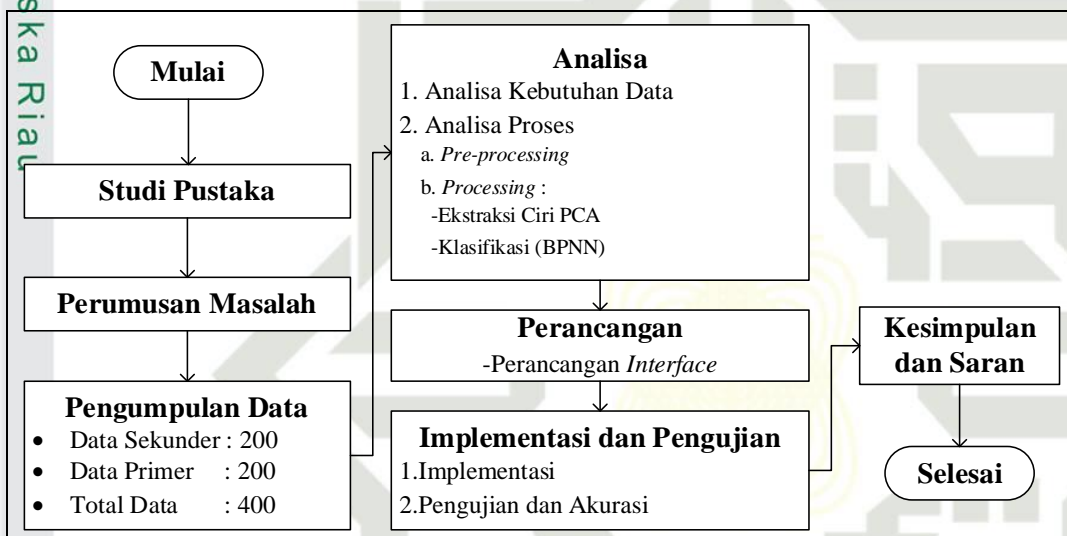 ska Riau
Mulai
Studi Pustaka
Perumusan Masalah
Pengumpulan Data
• Data Sekunder : 200
• Data Primer : 200
• Total Data : 400
Analisa
1. Analisa Kebutuhan Data
2. Analisa Proses
a. Pre-processing
b. Processing :
-Ekstraksi Ciri PCA
-Klasifikasi (BPNN)
Perancangan
-Perancangan Interface
Implementasi dan Pengujian
1.Implementasi
2.Pengujian dan Akurasi
Kesimpulan
dan Saran
Selesai